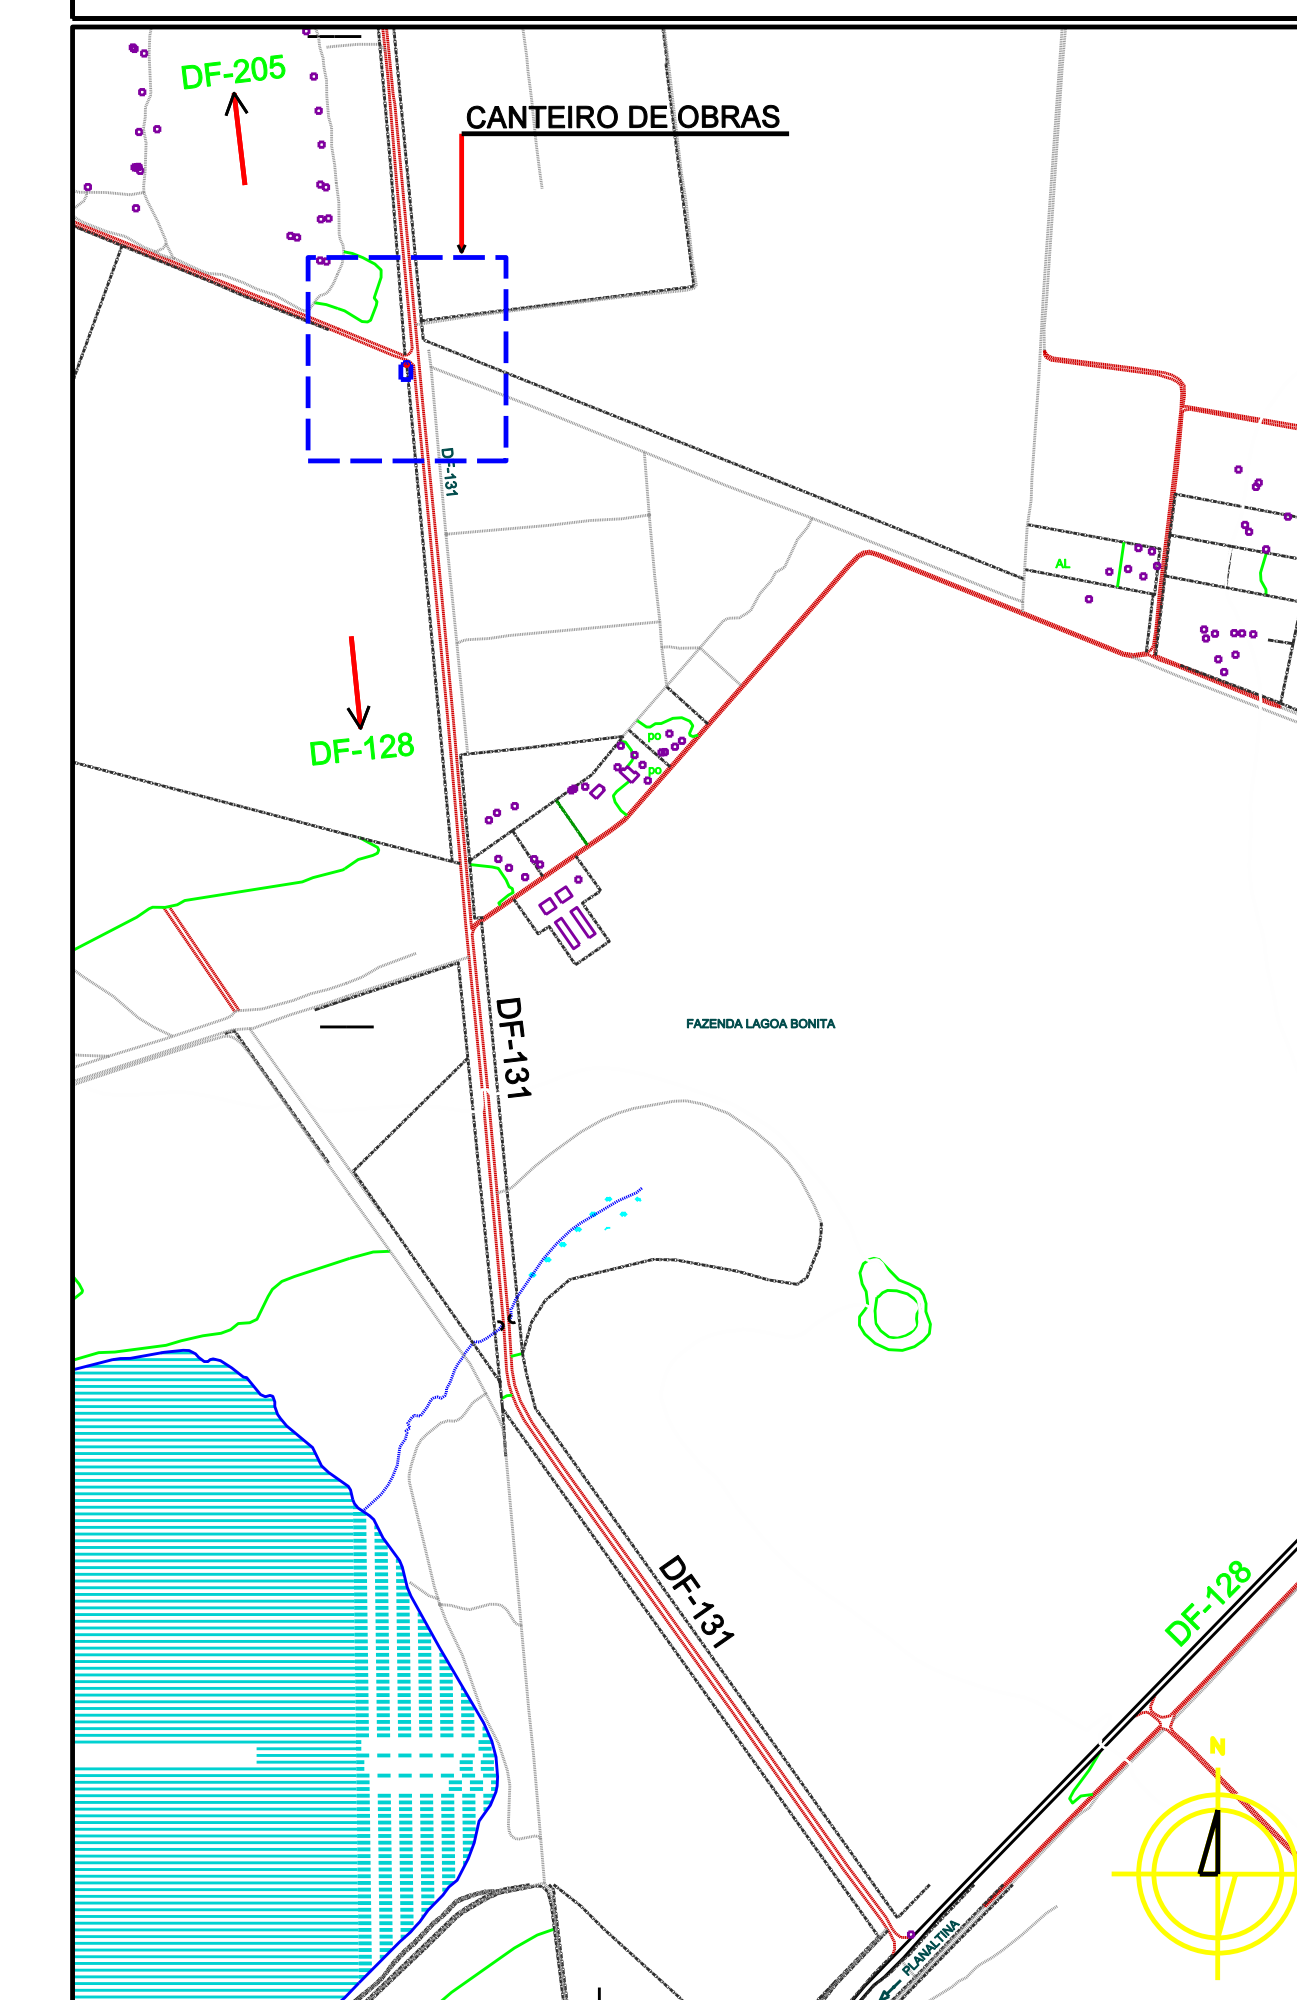 DF-205
CANTEIRO DE OBRAS
DF-131
AL
DF-128
po
po
DF-131
FAZENDA LAGOA BONITA
DF-131
DF-128
N
PLANALTINA